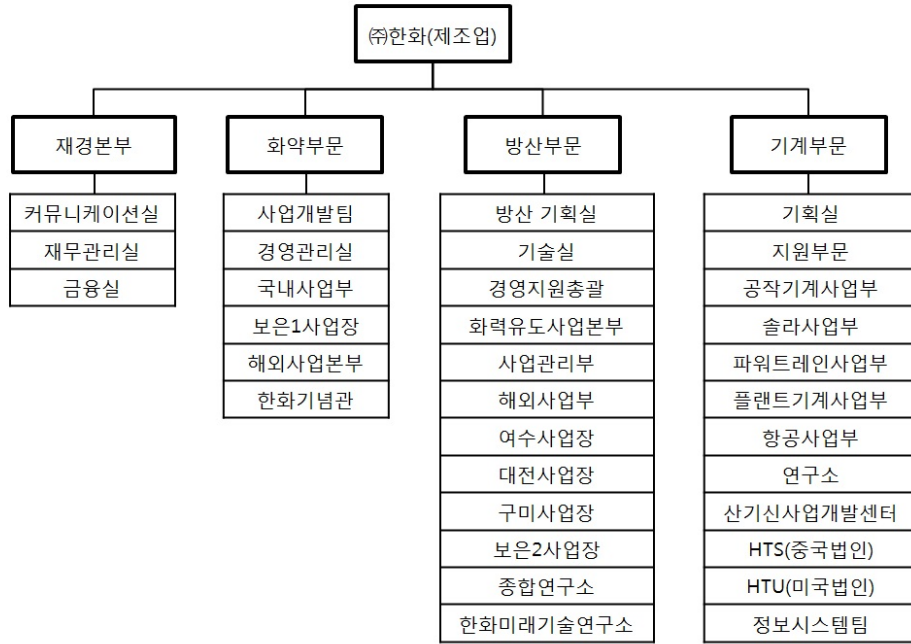 ㈜한화(제조업)
재경본부
커뮤니케이션실
재무관리실
금융실
화약부문
사업개발팀
경영관리실
국내사업부
보은1사업장
해외사업본부
한화기념관
방산부문
방산 기획실
기술실
경영지원총괄
화력유도사업본부
사업관리부
해외사업부
여수사업장
대전사업장
구미사업장
보은2사업장
종합연구소
한화미래기술연구소
기계부문
기획실
지원부문
공작기계사업부
솔라사업부
파워트레인사업부
플랜트기계사업부
항공사업부
연구소
산기신사업개발센터
HTS(중국법인)
HTU(미국법인)
정보시스템팀